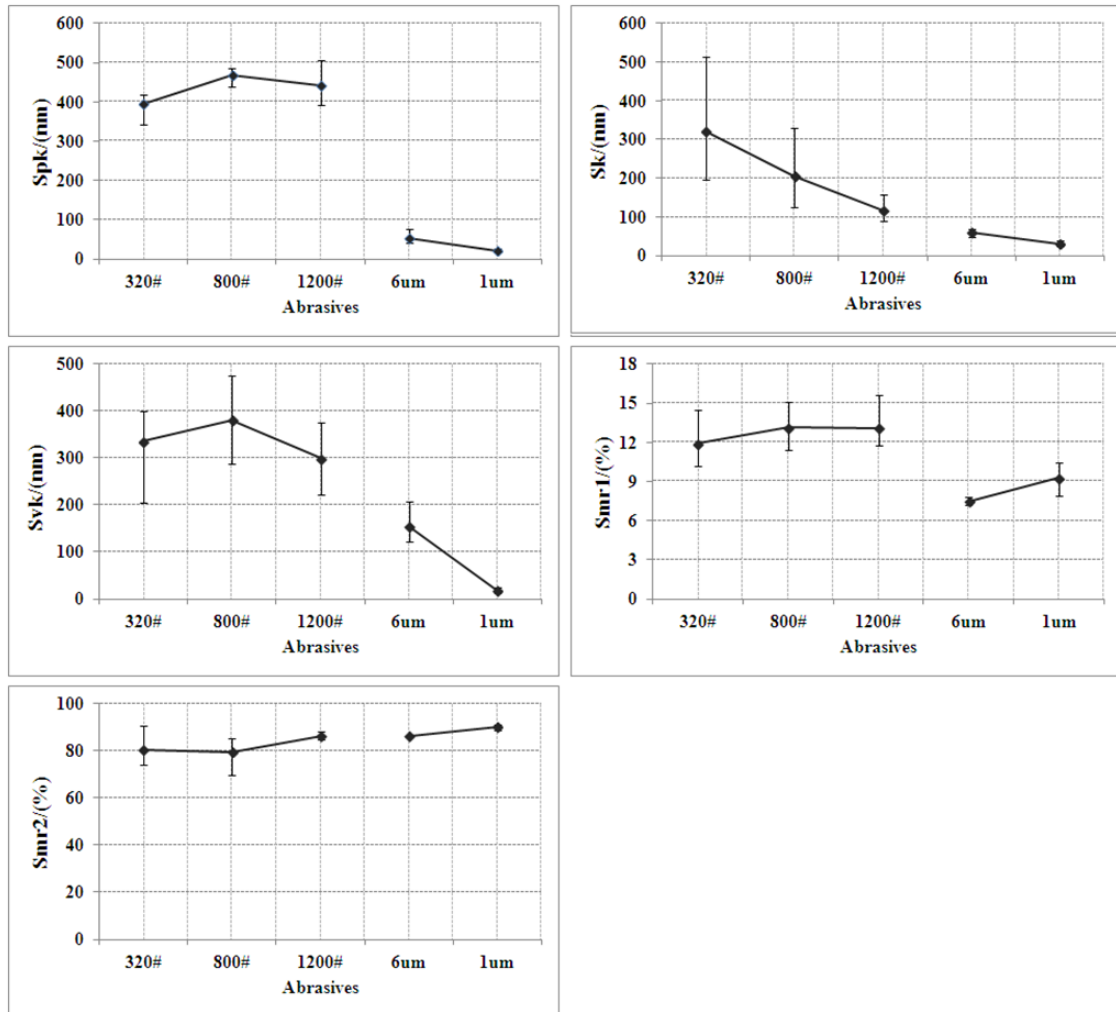 Spk/(nm)
600
500
400
300
200
100
0
320# 800# 1200# 6um 1um
Abrasives
Sk/(nm)
600
500
400
300
200
100
0
320# 800# 1200# 6um 1um
Abrasives
Svk/(nm)
500
400
300
200
100
0
320# 800# 1200# 6um 1um
Abrasives
Smr1/(%)
18
15
12
9
6
3
0
320# 800# 1200# 6um 1um
Abrasives
Smr2/(%)
100
80
60
40
20
0
320# 800# 1200# 6um 1um
Abrasives